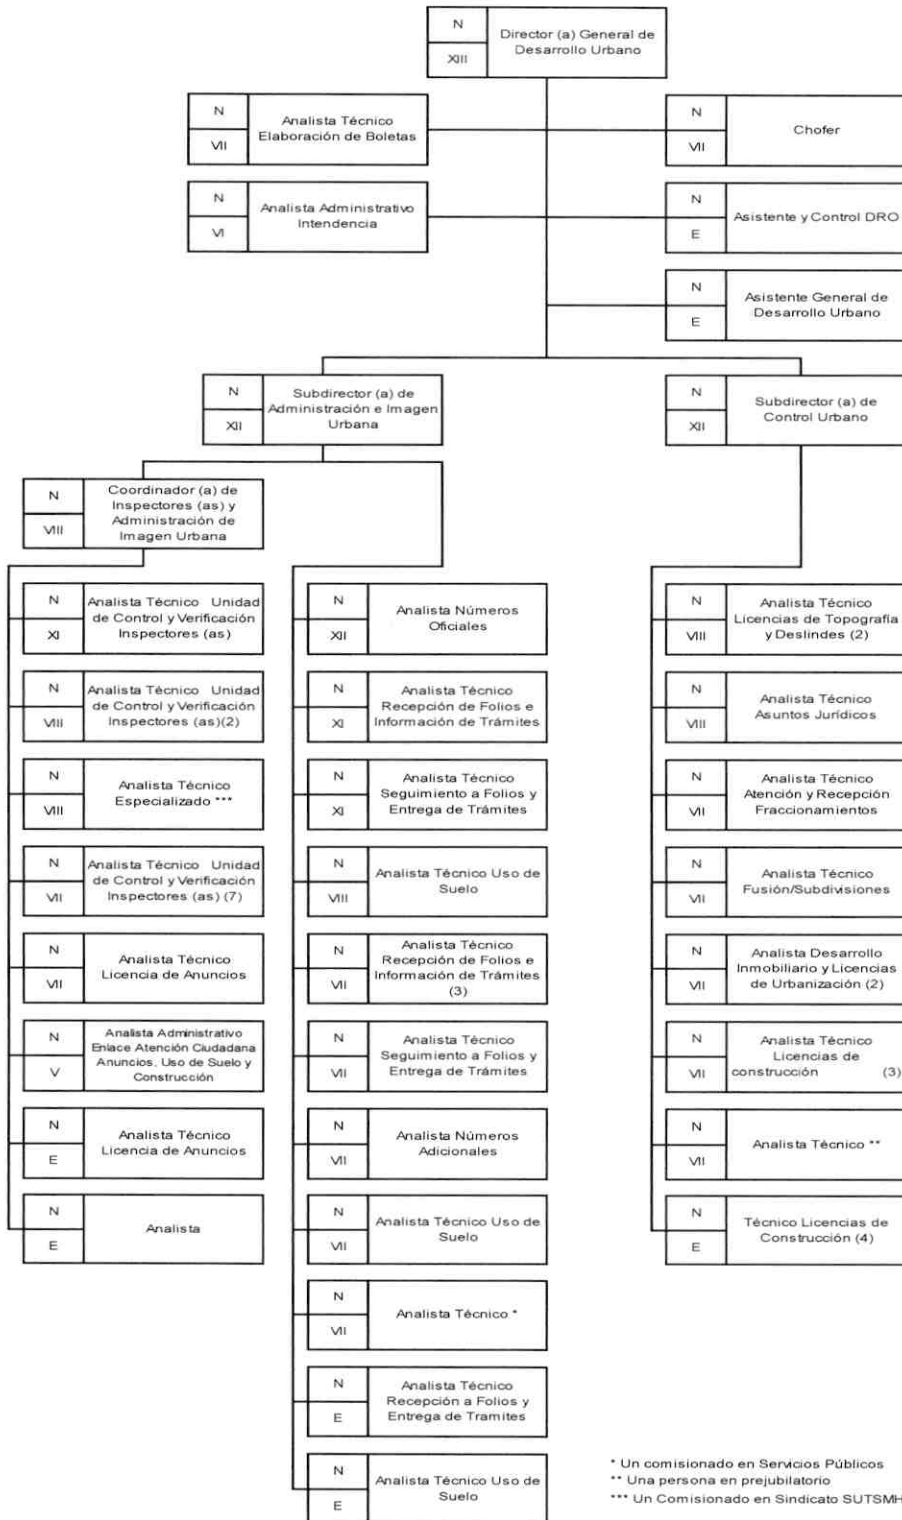 N
XIII
Director (a) General de
Desarrollo Urbano
N
VII
Analista Técnico
Elaboración de Boletas
N
VII
Chofer
N
VI
Analista Administrativo
Intendencia
N
E
Asistente y Control DRO
N
E
Asistente General de
Desarrollo Urbano
N
XII
Subdirector (a) de
Administración e Imagen
Urbana
N
XII
Subdirector (a) de
Control Urbano
N
VIII
Coordinador (a) de
Inspectores (as) y
Administración de
Imagen Urbana
N
XI
Analista Técnico Unidad
de Control y Verificación
Inspectores (as)
N
VIII
Analista Técnico Unidad
de Control y Verificación
Inspectores (as)(2)
N
VIII
Analista Técnico
Especializado ***
N
VII
Analista Técnico Unidad
de Control y Verificación
Inspectores (as) (7)
N
VII
Analista Técnico
Licencia de Anuncios
N
V
Analista Administrativo
Enlace Atención Ciudadana
Anuncios, Uso de Suelo y
Construcción
N
E
Analista Técnico
Licencia de Anuncios
N
E
Analista
N
XII
Analista Números
Oficiales
N
XI
Analista Técnico
Recepción de Folios e
Información de Trámites
N
XI
Analista Técnico
Seguimiento a Folios y
Entrega de Trámites
N
VIII
Analista Técnico Uso de
Suelo
N
VII
Analista Técnico
Recepción de Folios e
Información de Trámites
(3)
N
VII
Analista Técnico
Seguimiento a Folios y
Entrega de Trámites
N
VII
Analista Números
Adicionales
N
VII
Analista Técnico Uso de
Suelo
N
VII
Analista Técnico *
N
E
Analista Técnico
Recepción a Folios y
Entrega de Tramites
N
E
Analista Técnico Uso de
Suelo
N
VIII
Analista Técnico
Licencias de Topografía
y Deslindes (2)
N
VIII
Analista Técnico
Asuntos Jurídicos
N
VII
Analista Técnico
Atención y Recepción
Fraccionamientos
N
VII
Analista Técnico
Fusión/Subdivisiones
N
VII
Analista Desarrollo
Inmobiliario y Licencias
de Urbanización (2)
N
VII
Analista Técnico
Licencias de
construcción (3)
N
VII
Analista Técnico **
N
E
Técnico Licencias de
Construcción (4)
* Un comisionado en Servicios Públicos
** Una persona en prejubilatorio
*** Un Comisionado en Sindicato SUTSMH